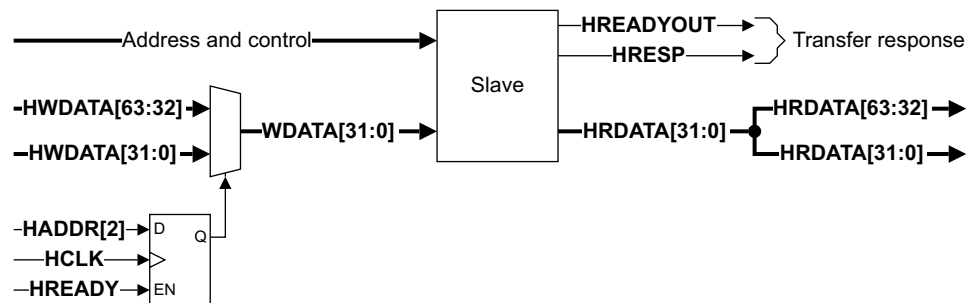 HREADYOUT
Address and control
Transfer response
HRESP
Slave
HWDATA[63:32]
HRDATA[63:32]
WDATA[31:0]
HRDATA[31:0]
HWDATA[31:0]
HRDATA[31:0]
HADDR[2]
D
Q
HCLK
HREADY
EN